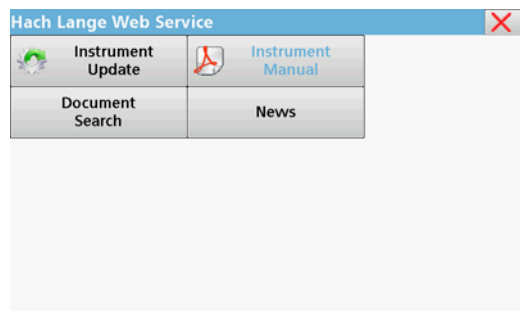 Hach Lange Web Service
Instrument
Update
Instrument
Manual
Document
Search
News